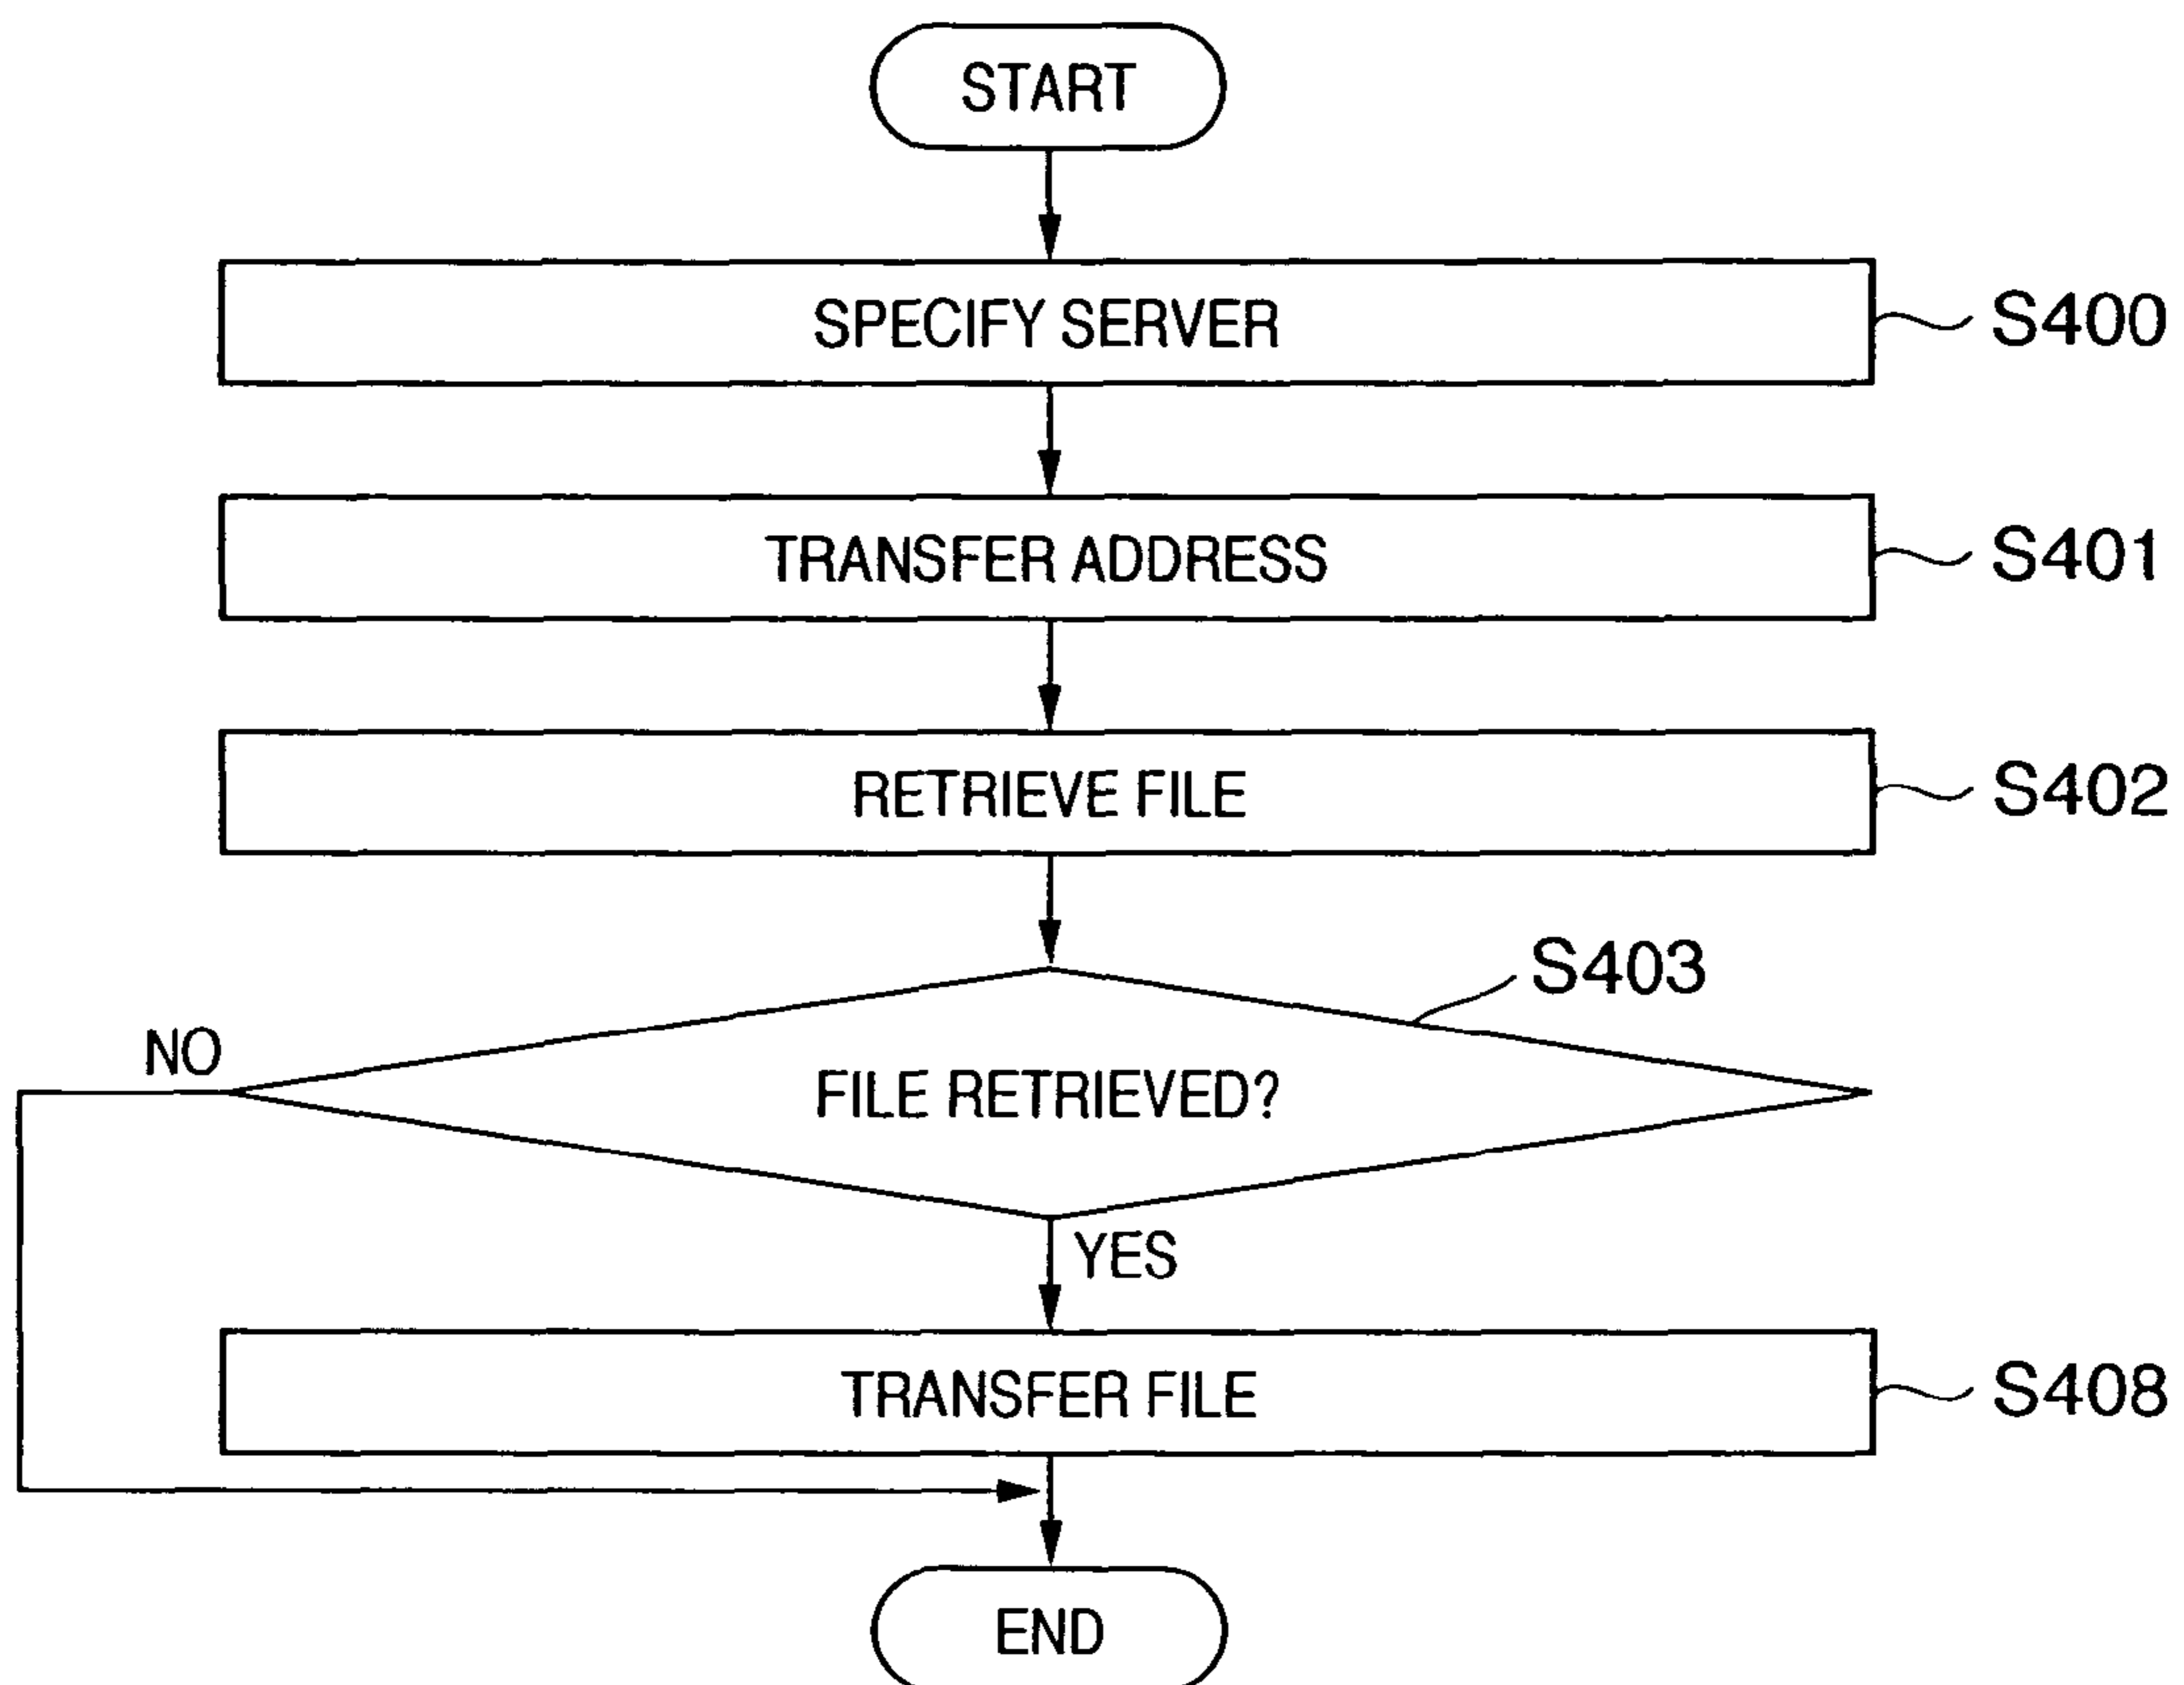 START
SPECIFY SERVER
S400
TRANSFER ADDRESS
S401
RETRIEVE FILE
S402
S403
NO
FILE RETRIEVED?
YES
TRANSFER FILE
S408
END